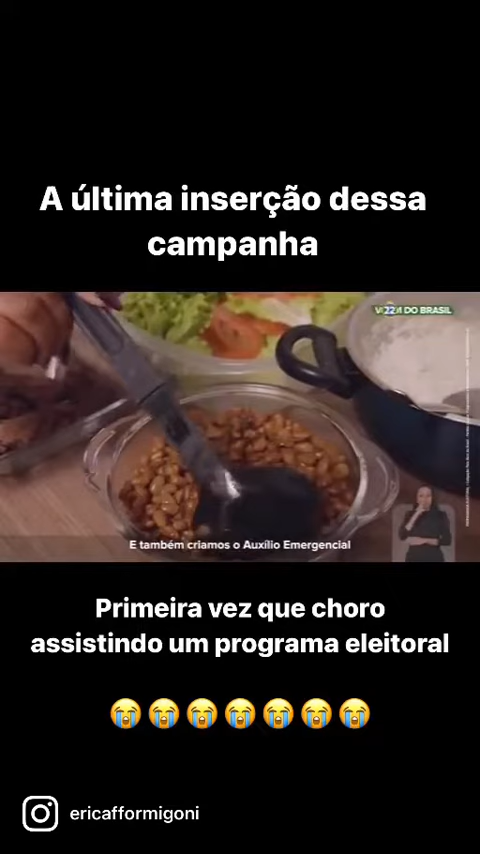 A última inserção dessa
campanha
DO BRASIL
E também criamos o Auxílio Emergencial
Primeira vez que choro
assistindo um programa eleitoral
😭😭😭😭😭😭😭
ericafformigoni